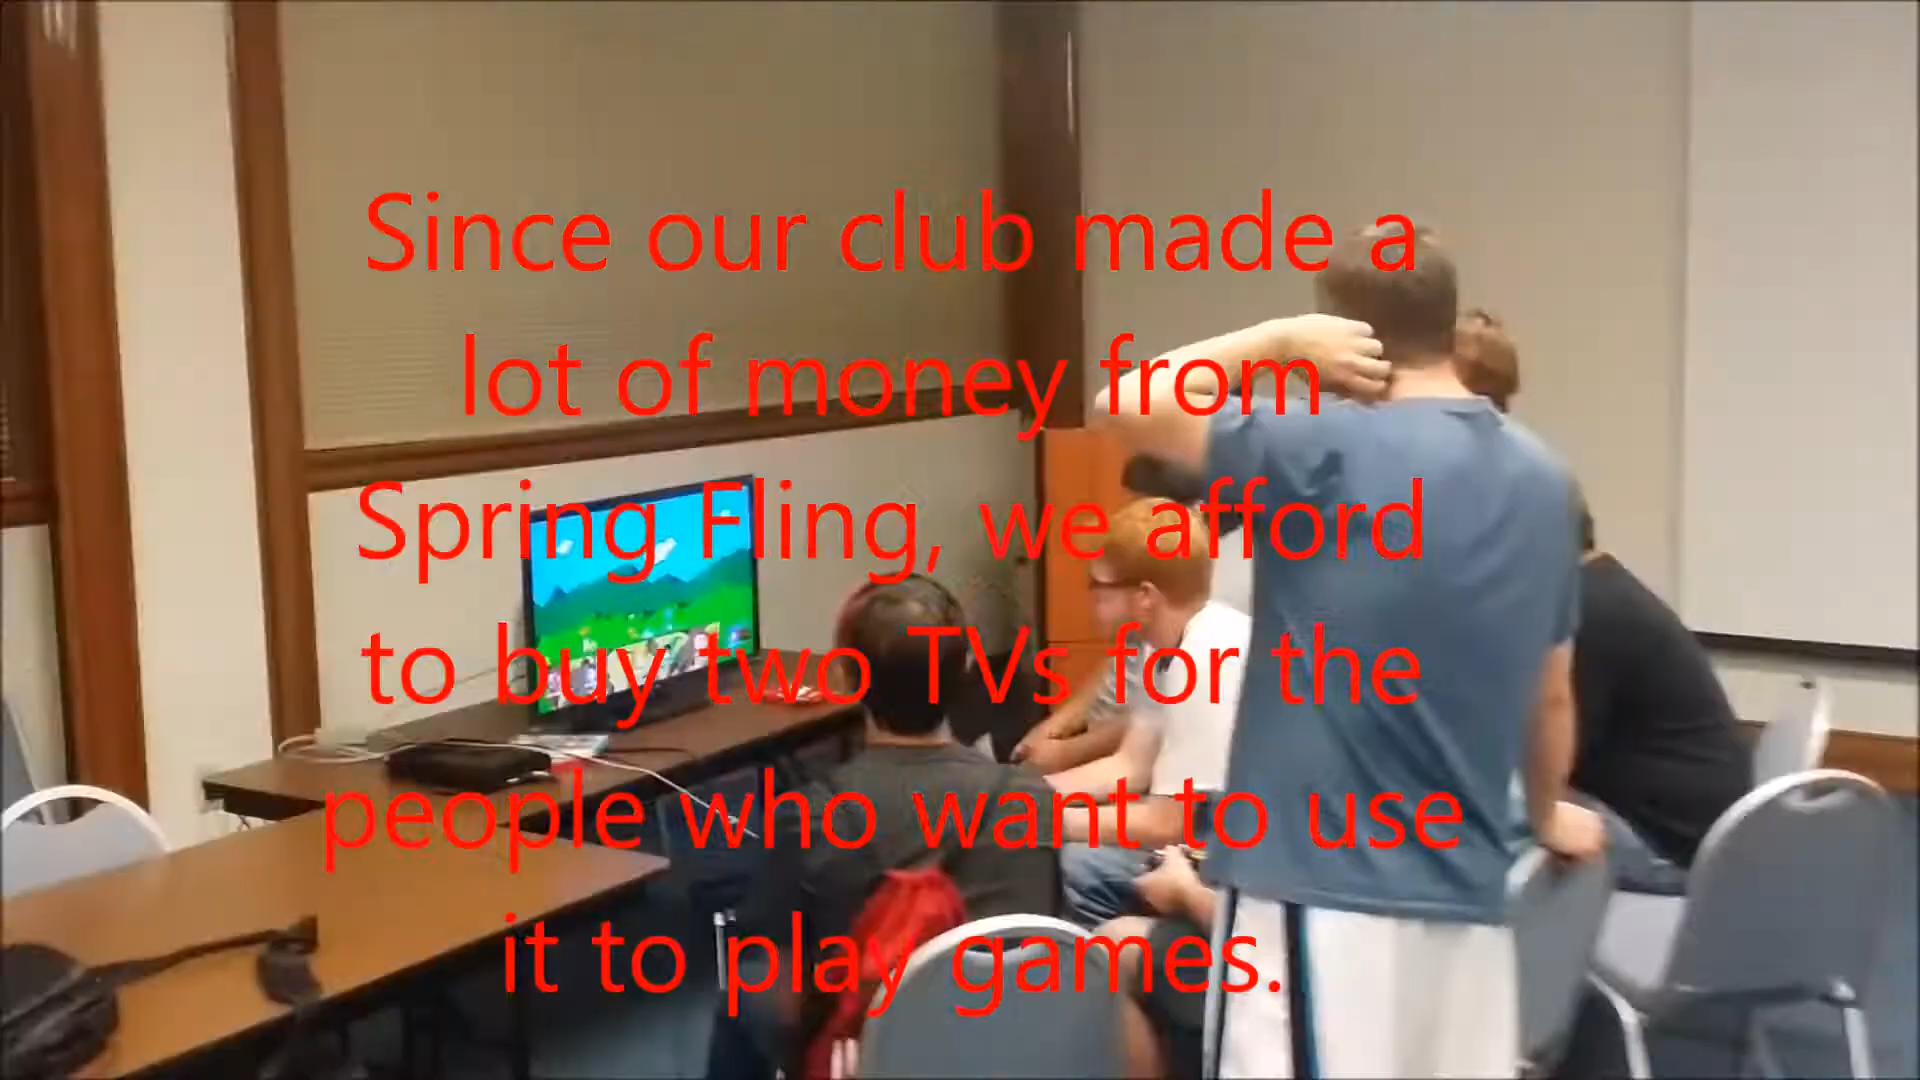 Since our club made a
lot of money from
Spring Fling, we afford
to buy two TVs for the
people who want to use
it to play games.